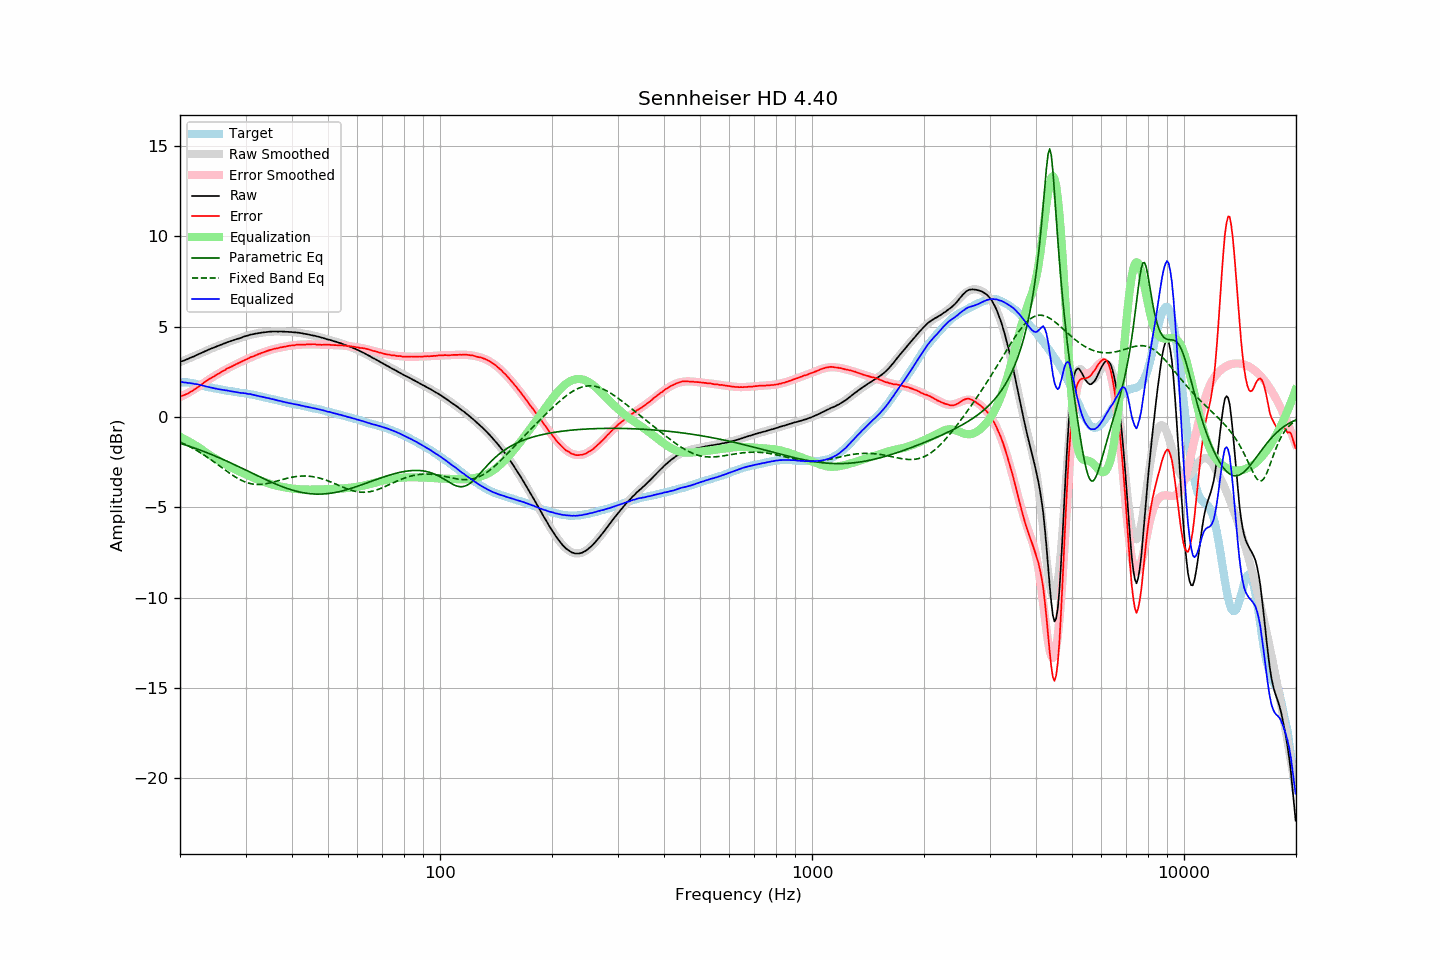 Sennheiser HD 4.40
Target
Raw Smoothed
Error Smoothed
Raw
Error
Equalization
Parametric Eq
Fixed Band Eq
Equalized
15
10
5
0
−5
−10
−15
−20
Amplitude (dBr)
100
1000
10000
Frequency (Hz)